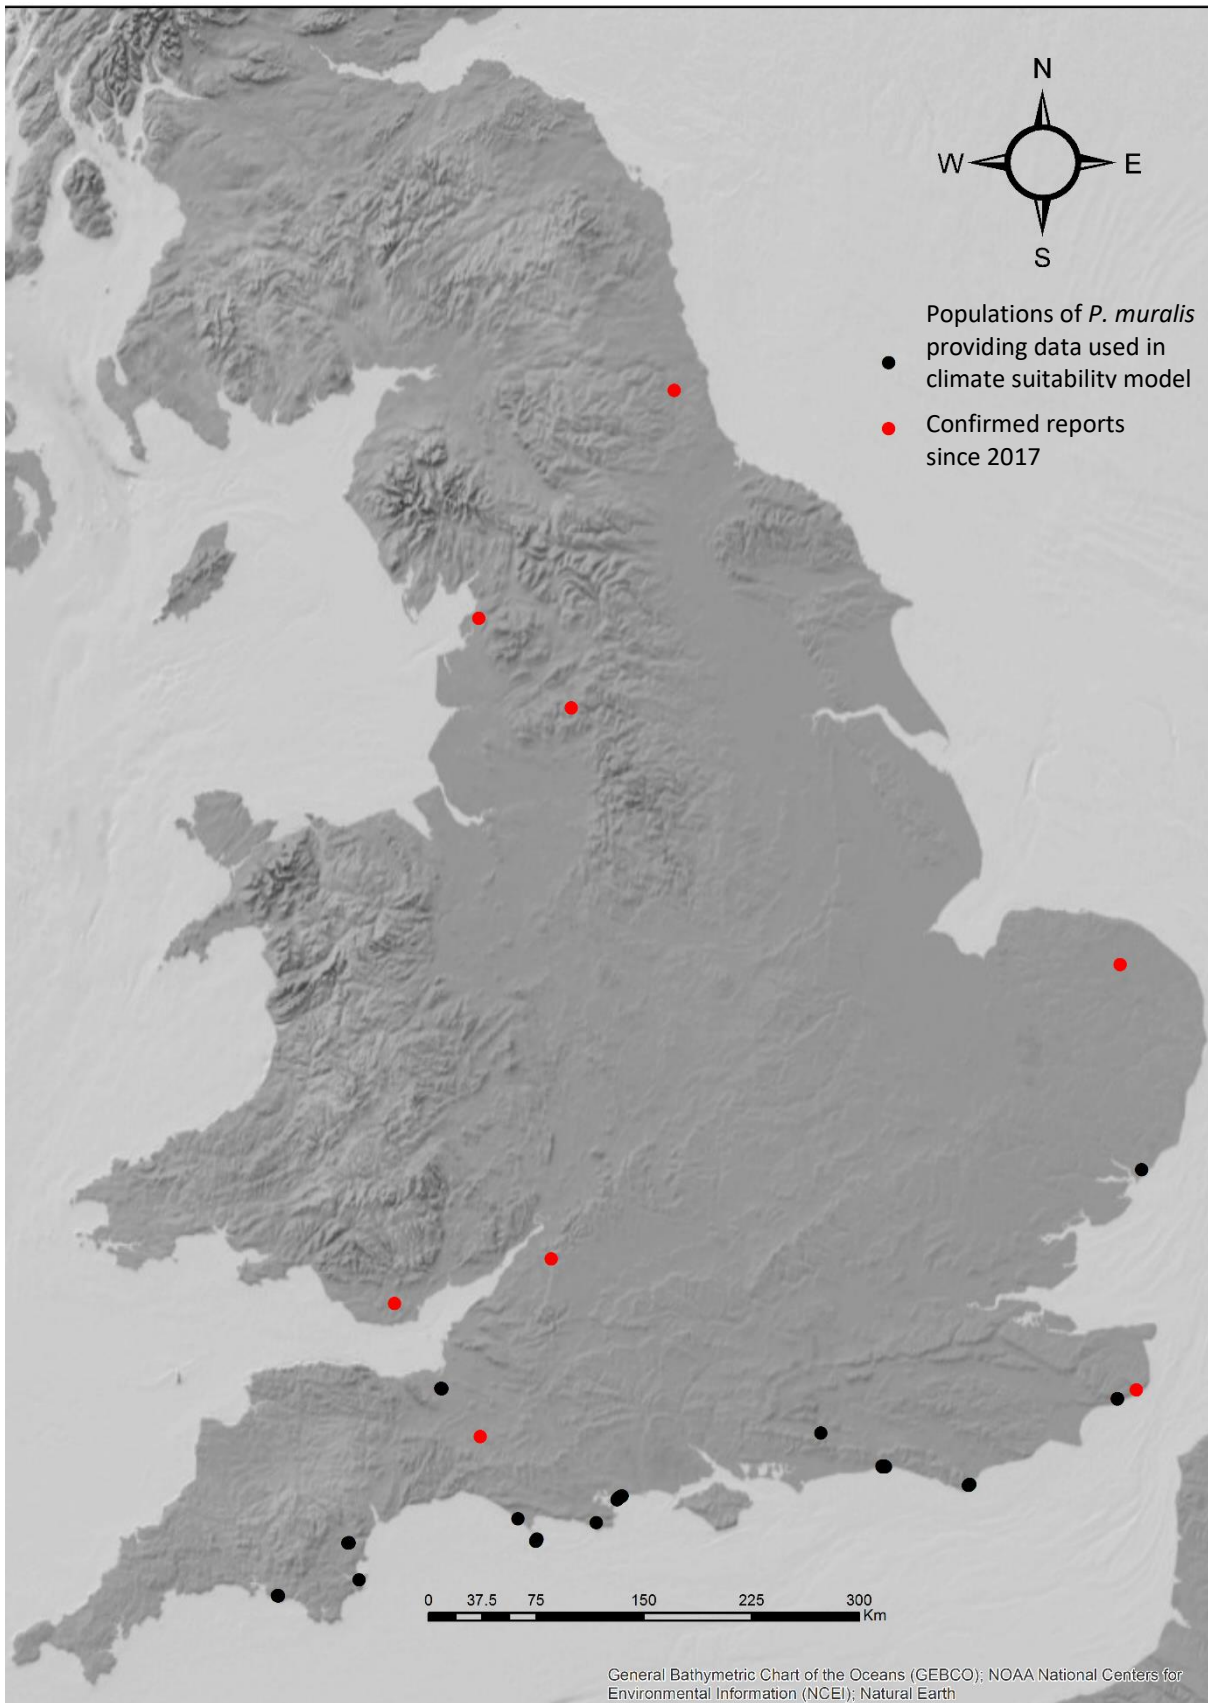 N
W E
S
Populations of P. muralis
providing data used in
climate suitability model
Confirmed reports
since 2017
0 37.5 75 150 225 300
Km
General Bathymetric Chart of the Oceans (GEBCO); NOAA National Centers for
Environmental Information (NCEI); Natural Earth